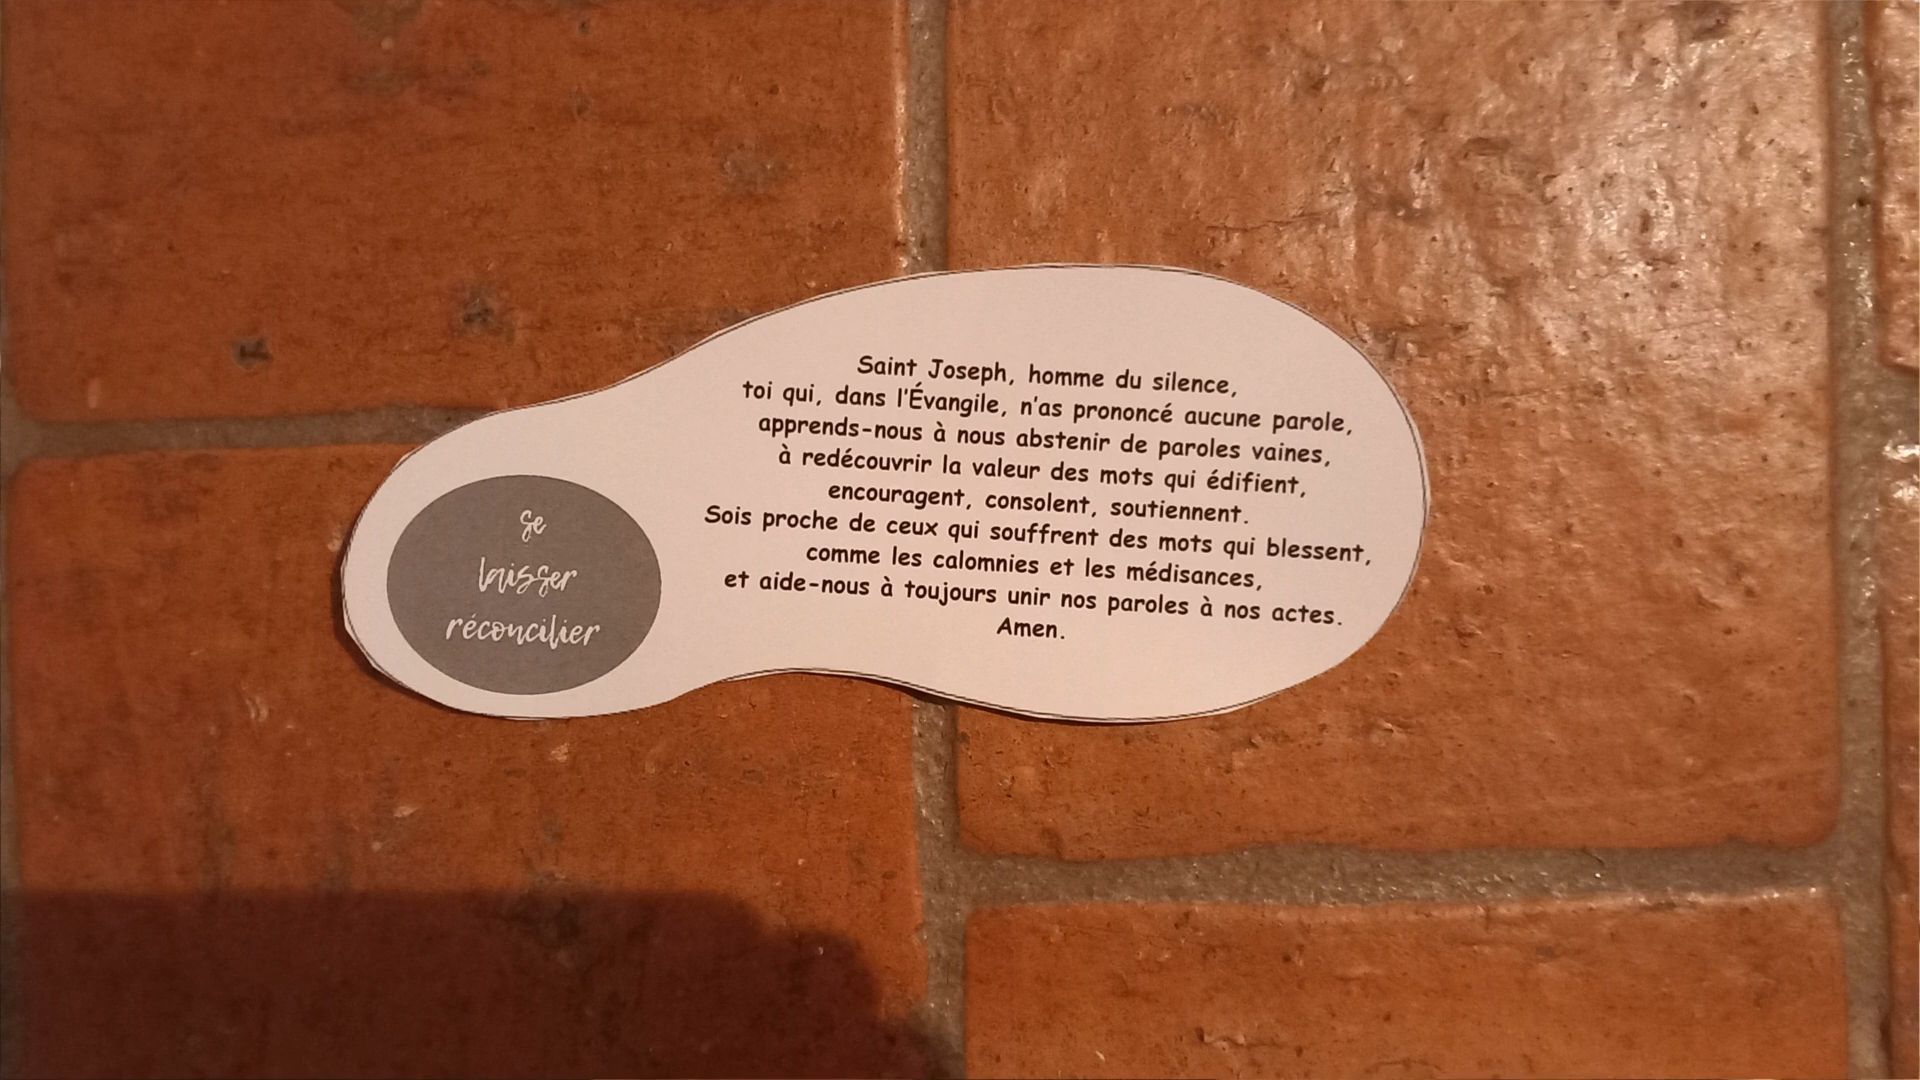 se
laisser
réconcilier
Saint Joseph, homme du silence,
toi qui, dans l'Évangile, n'as prononcé aucune parole,
apprends-nous à nous abstenir de paroles vaines,
à redécouvrir la valeur des mots qui édifient,
encouragent, consolent, soutiennent.
Sois proche de ceux qui souffrent des mots qui blessent,
comme les calomnies et les médisances,
et aide-nous à toujours unir nos paroles à nos actes.
Amen.